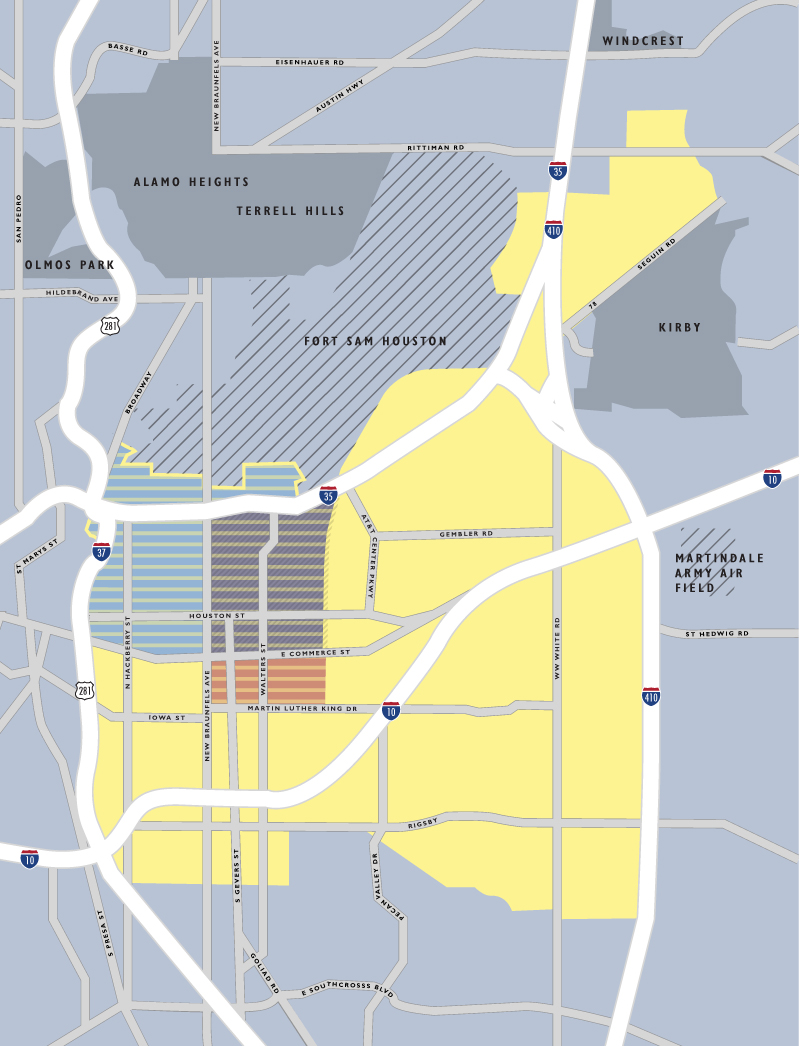 WINDCREST
BASSE RD
NEW BRAUNFELS AVE
EISENHAUER RD
AUSTIN HWY
RITTIMAN RD
35
ALAMO HEIGHTS
TERRELL HILLS
SAN PEDRO
410
SEGUIN RD
OLMOS PARK
HILDEBRAND AVE
78
281
FORT SAM HOUSTON
KIRBY
BROADWAY
10
35
AT&T CENTER PKWY
GEMBLER RD
ST MARYS ST
37
MARTINDALE
ARMY AIR
FIELD
HOUSTON ST
ST HEDWIG RD
N HACKBERRY ST
E COMMERCE ST
WALTERS ST
WW WHITE RD
281
410
NEW BRAUNFELS AVE
MARTIN LUTHER KING DR
10
IOWA ST
RIGSBY
10
S GEVERS ST
PECAN VALLEY DR
S PRESA ST
GOLIAD RD
E SOUTHCROSSS BLVD